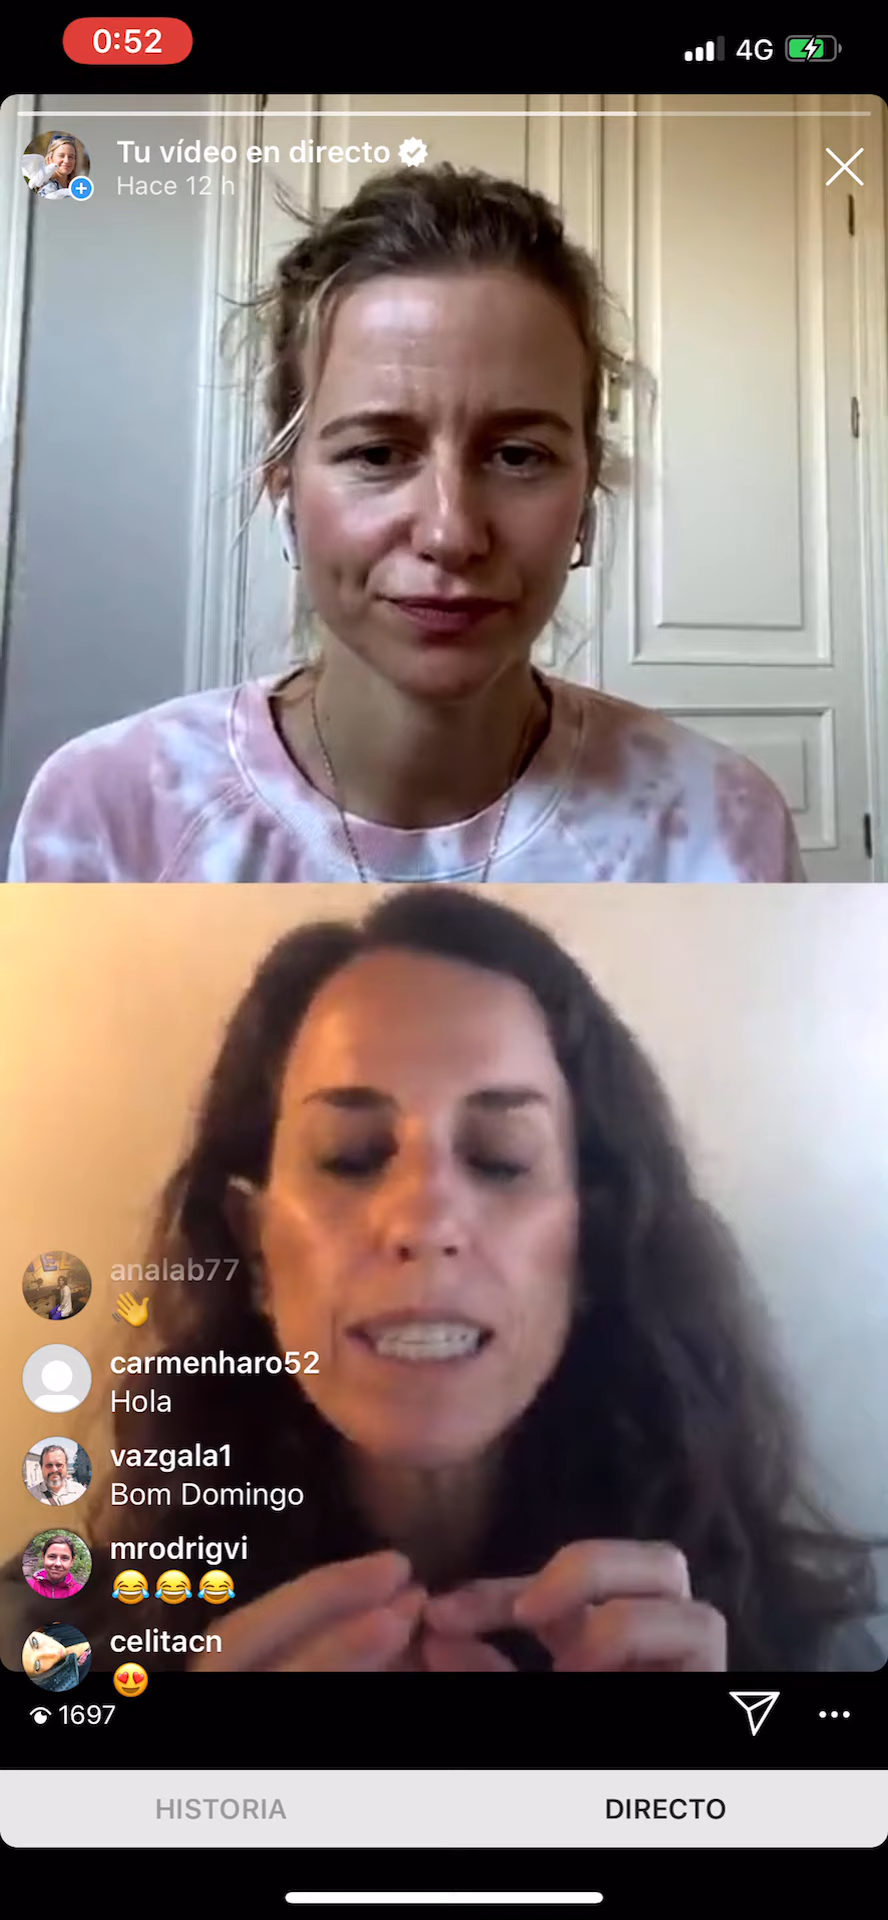 0:52
4G
Tu vídeo en directo
Hace 12 h
analab77
👋
carmenharo52
Hola
vazgala1
Bom Domingo
mrodrigvi
😂😂😂
celitacn
😍
1697
HISTORIA
DIRECTO